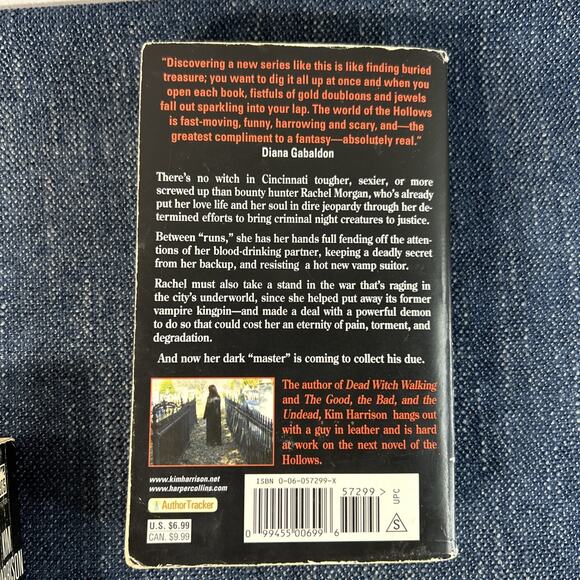 “Discovering a new series like this is like finding buried
treasure; you want to dig it all up at once and when you
open each book, fistfuls of gold doubloons and jewels
fall out sparkling into your lap. The world of the Hollows
is fast-moving, funny, harrowing and scary, and—the
greatest compliment to a fantasy—absolutely real.”
Diana Gabaldon
There's no witch in Cincinnati tougher, sexier, or more
screwed up than bounty hunter Rachel Morgan, who's already
put her love life and her soul in dire jeopardy through her de-
termined efforts to bring criminal night creatures to justice.
Between “runs,” she has her hands full fending off the atten-
tions of her blood-drinking partner, keeping a deadly secret
from her backup, and resisting a hot new vamp suitor.
Rachel must also take a stand in the war that's raging in
the city's underworld, since she helped put away its former
vampire kingpin—and made a deal with a powerful demon
to do so that could cost her an eternity of pain, torment, and
degradation.
And now her dark “master” is coming to collect his due.
The author of Dead Witch Walking
and The Good, the Bad, and the
Undead, Kim Harrison hangs out
with a guy in leather and is hard
at work on the next novel of the
Hollows.
www.kimharrison.net
www.harpercollins.com
AuthorTracker
U.S. $6.99
CAN. $9.99
ISBN 0-06-057299-X
57299 >
0 99455 00699 6
UPC
S